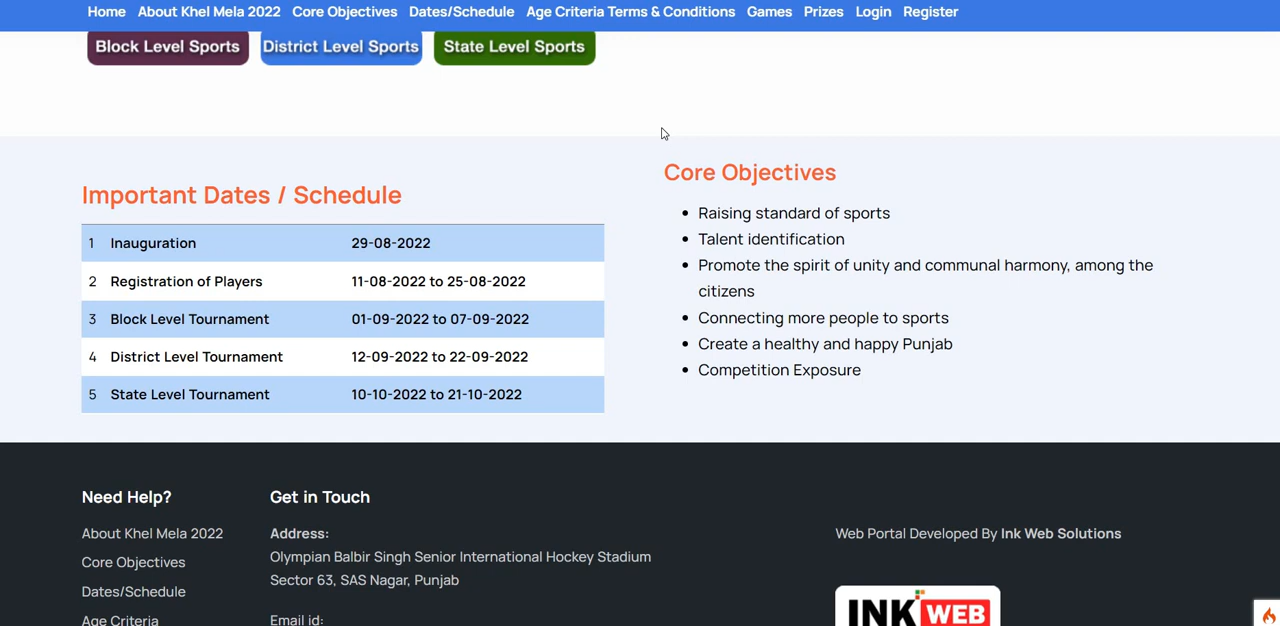 Home About Khel Mela 2022 Core Objectives Dates/Schedule Age Criteria Terms & Conditions Games Prizes Login Register
Block Level Sports District Level Sports State Level Sports
Important Dates / Schedule
1 Inauguration 29-08-2022
2 Registration of Players 11-08-2022 to 25-08-2022
3 Block Level Tournament 01-09-2022 to 07-09-2022
4 District Level Tournament 12-09-2022 to 22-09-2022
5 State Level Tournament 10-10-2022 to 21-10-2022
Core Objectives
Raising standard of sports
Talent identification
Promote the spirit of unity and communal harmony, among the
citizens
Connecting more people to sports
Create a healthy and happy Punjab
Competition Exposure
Need Help?
About Khel Mela 2022
Core Objectives
Dates/Schedule
Age Criteria
Get in Touch
Address:
Olympian Balbir Singh Senior International Hockey Stadium
Sector 63, SAS Nagar, Punjab
Email id:
Web Portal Developed By Ink Web Solutions
INK WEB